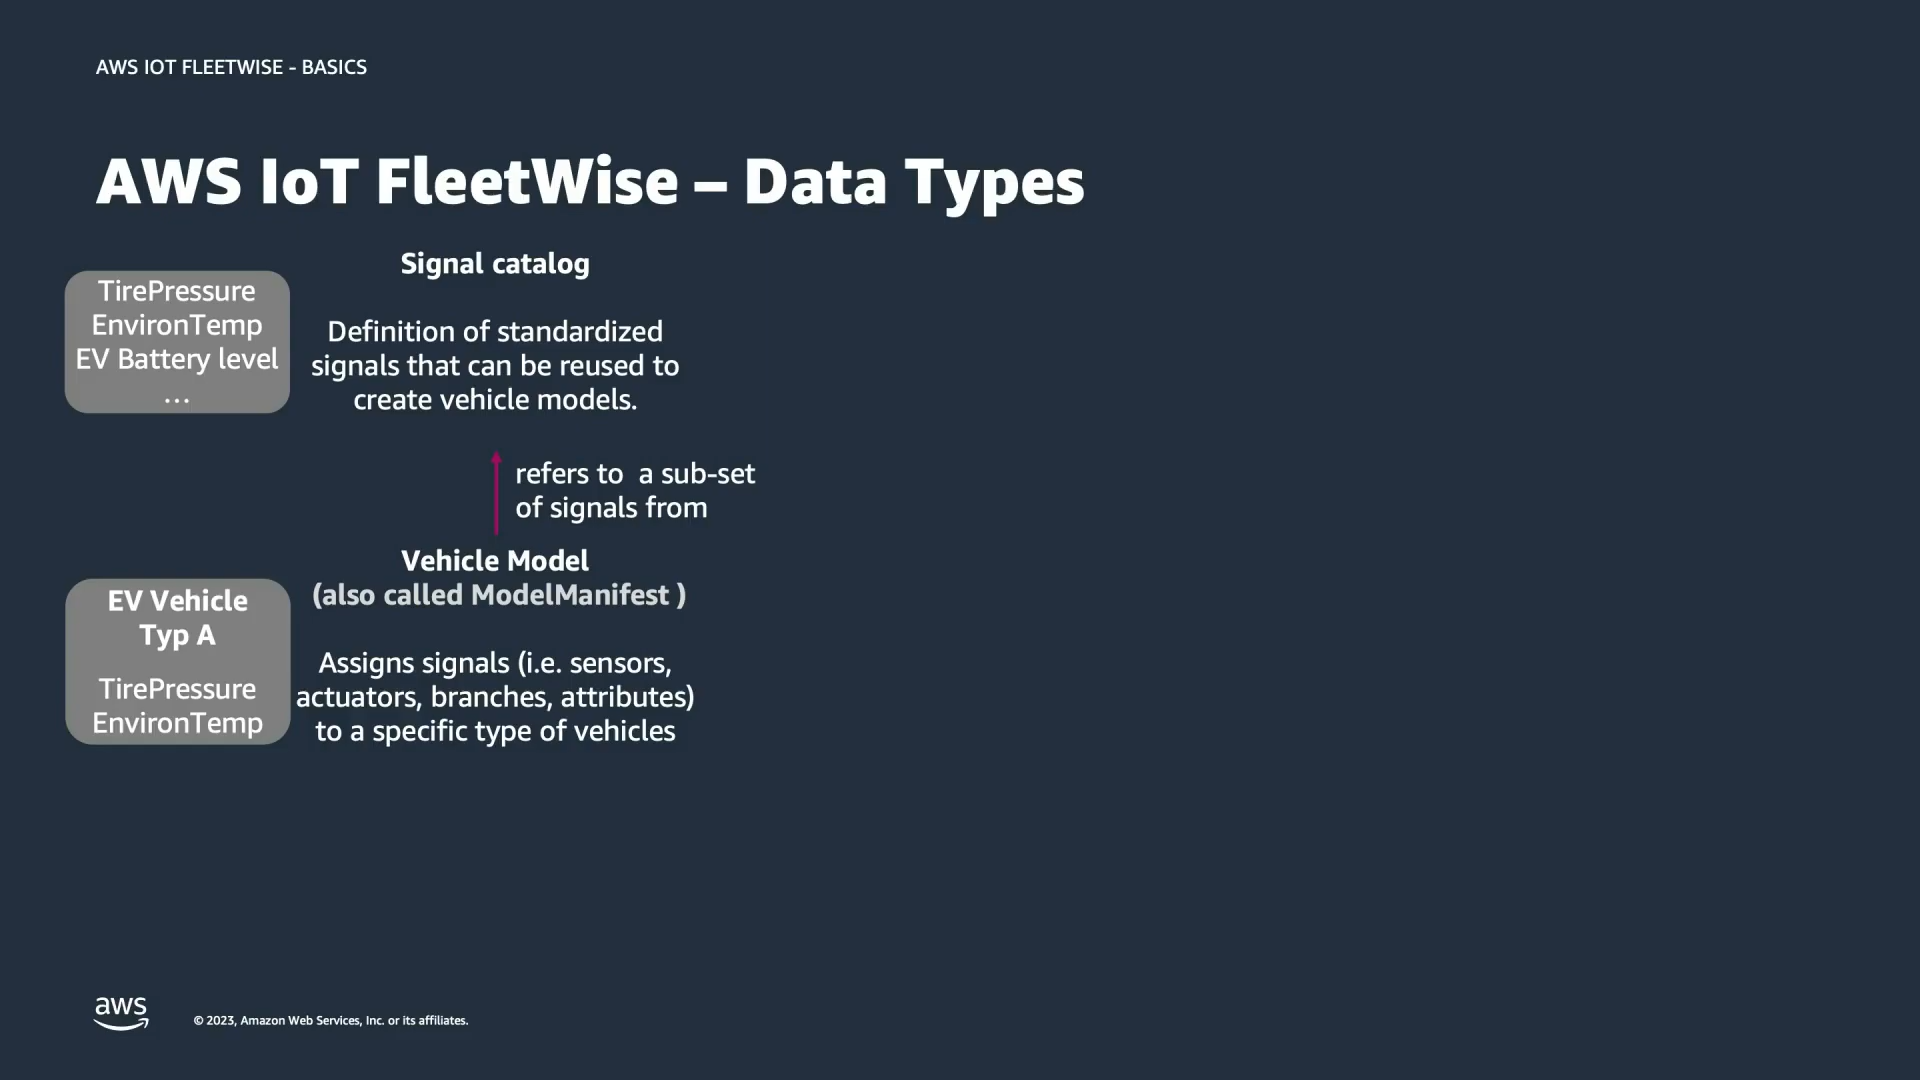 AWS IOT FLEETWISE - BASICS
AWS IoT FleetWise – Data Types
Signal catalog
TirePressure
EnvironTemp
EV Battery level
...
Definition of standardized
signals that can be reused to
create vehicle models.
refers to  a sub-set
of signals from
Vehicle Model
(also called ModelManifest )
EV Vehicle
Typ A
TirePressure
EnvironTemp
Assigns signals (i.e. sensors,
actuators, branches, attributes)
to a specific type of vehicles
aws
© 2023, Amazon Web Services, Inc. or its affiliates.